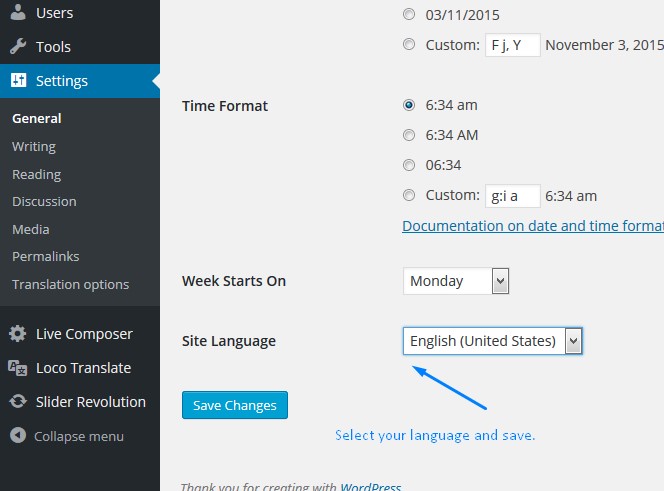 Users
Tools
Settings
General
Writing
Reading
Discussion
Media
Permalinks
Translation options
Live Composer
Loco Translate
Slider Revolution
Collapse menu
03/11/2015
Custom: F j, Y November 3, 2015
Time Format
6:34 am
6:34 AM
06:34
Custom: g:i a 6:34 am
Documentation on date and time format
Week Starts On Monday
Site Language English (United States)
Save Changes
Select your language and save.
Thank you for creating with WordPress